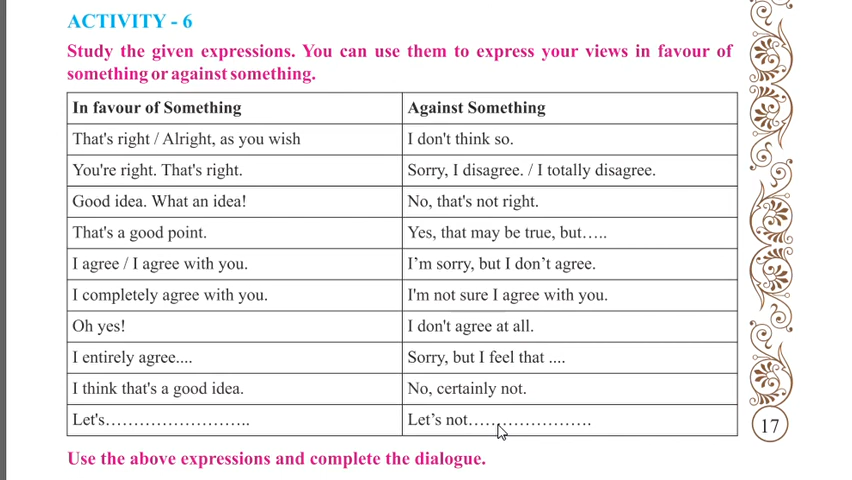 ACTIVITY - 6
Study the given expressions. You can use them to express your views in favour of
something or against something.
In favour of Something	Against Something
That's right / Alright, as you wish	I don't think so.
You're right. That's right.	Sorry, I disagree. / I totally disagree.
Good idea. What an idea!	No, that's not right.
That's a good point.	Yes, that may be true, but.....
I agree / I agree with you.	I’m sorry, but I don’t agree.
I completely agree with you.	I'm not sure I agree with you.
Oh yes!	I don't agree at all.
I entirely agree....	Sorry, but I feel that ....
I think that's a good idea.	No, certainly not.
Let's……………………..	Let’s not………………….
17
Use the above expressions and complete the dialogue.